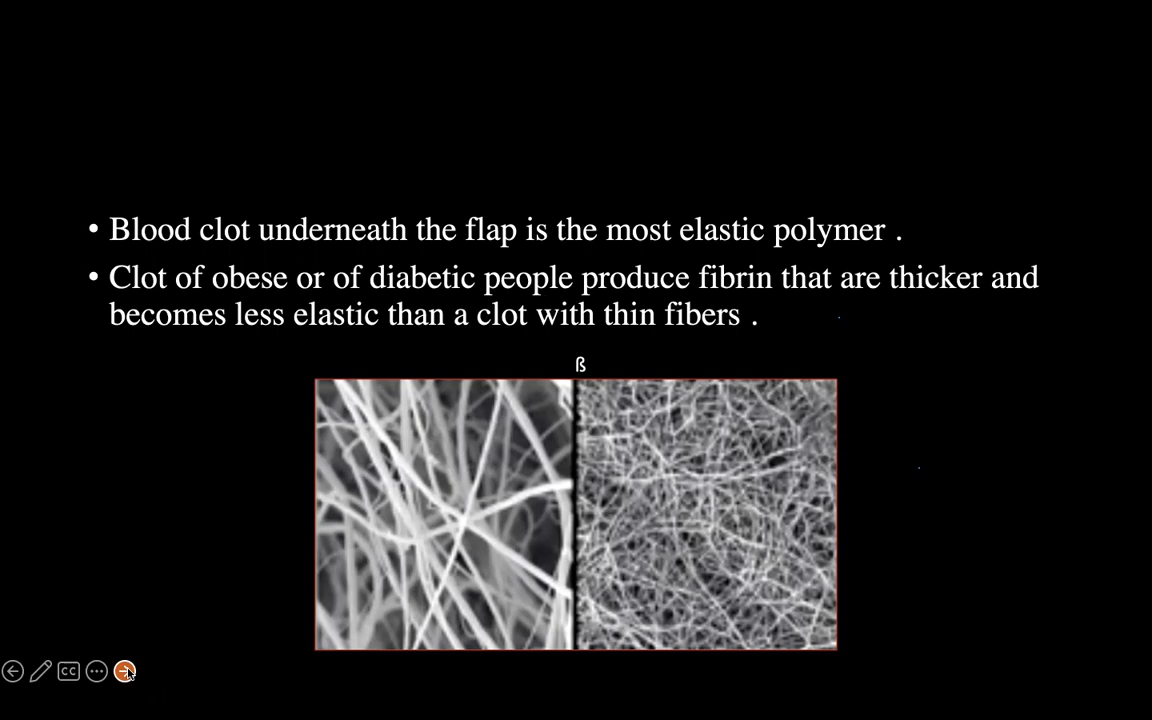 • Blood clot underneath the flap is the most elastic polymer .
• Clot of obese or of diabetic people produce fibrin that are thicker and
becomes less elastic than a clot with thin fibers .
ß
CC